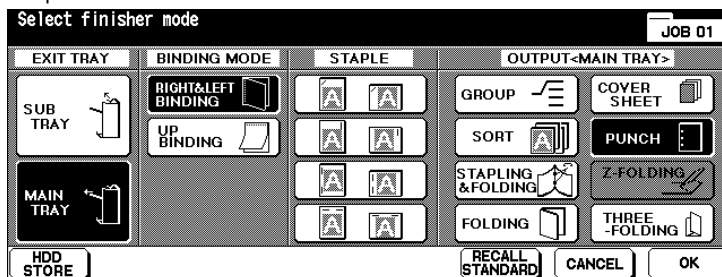 Select finisher mode
JOB 01
EXIT TRAY
BINDING MODE
STAPLE
OUTPUT<MAIN TRAY>
SUB
TRAY
MAIN
TRAY
RIGHT&LEFT
BINDING
UP
BINDING
A A
A A
A A
A A
GROUP
COVER
SHEET
SORT A
PUNCH
STAPLING
&FOLDING
Z-FOLDING
FOLDING
THREE
-FOLDING
HDD
STORE
RECALL
STANDARD
CANCEL
OK